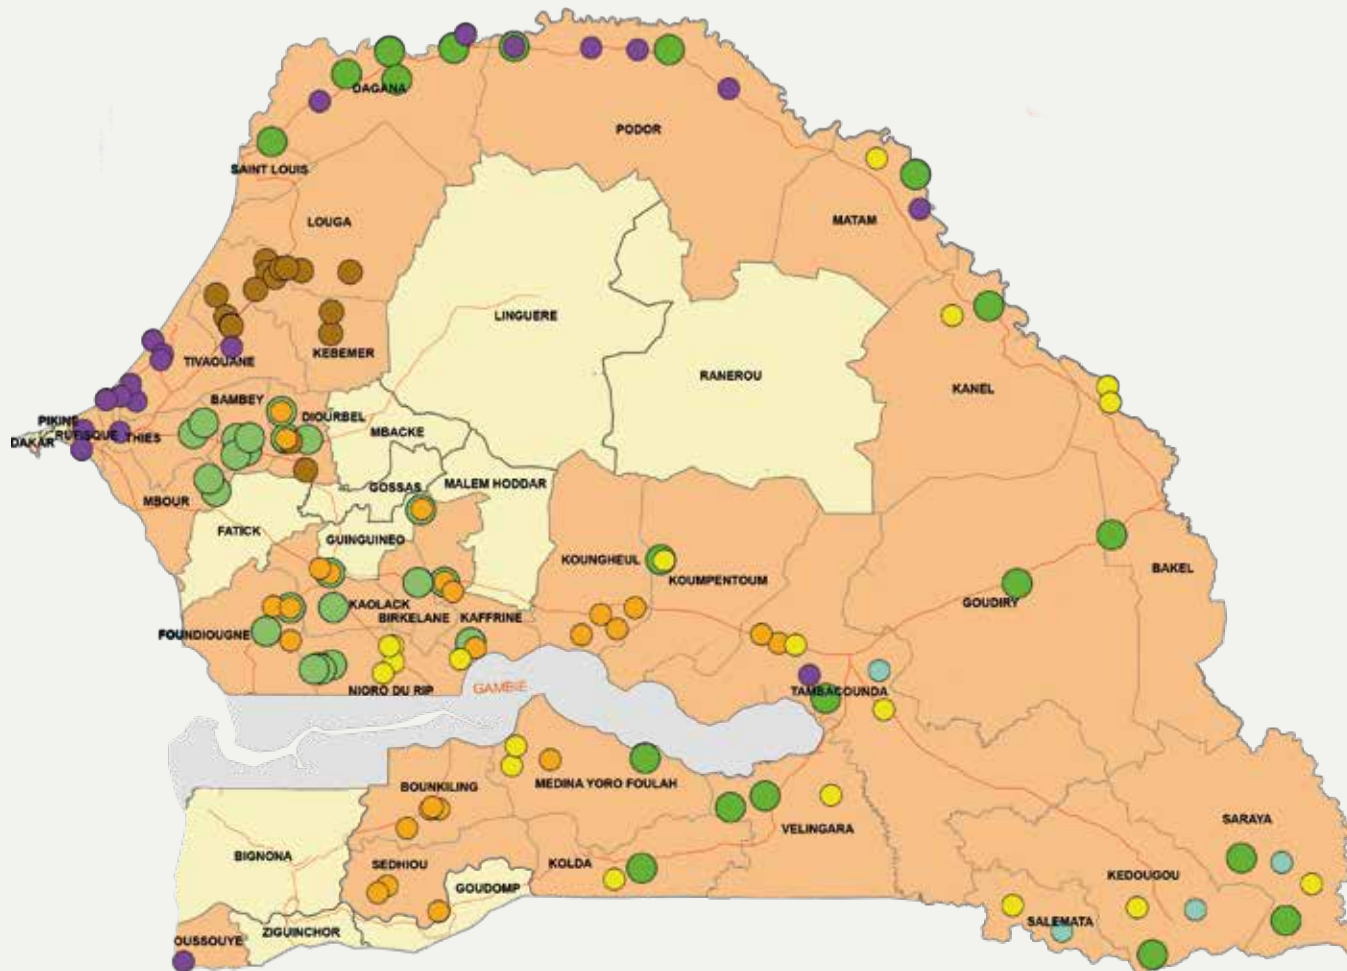 DAGANA
PODOR
SAINT LOUIS
LOUGA
MATAM
LINGUERE
TIVAOUANE
KEBEMER
RANEROU
KANEL
BAMBEY
DIOURBEL
PIKINE
MBACKE
DAKAR
RUFISQUE
THIES
GOSSAS
MALEM HODDAR
MBOUR
FATICK
GUINGUINEO
KOUNGHEUL
KOUMPENTOUM
BAKEL
GOUDIRY
KAOLACK
BIRKELANE
KAFFRINE
FOUNDIOUGNE
NIORO DU RIP
GAMBIE
TAMBACOUNDA
MEDINA YORO FOULAH
BOUNKILING
VELINGARA
SARAYA
BIGNONA
SEDHIOU
KOLDA
KEDOUGOU
GOUDOMP
SALEMATA
ZIGUINCHOR
OUSSOUYE